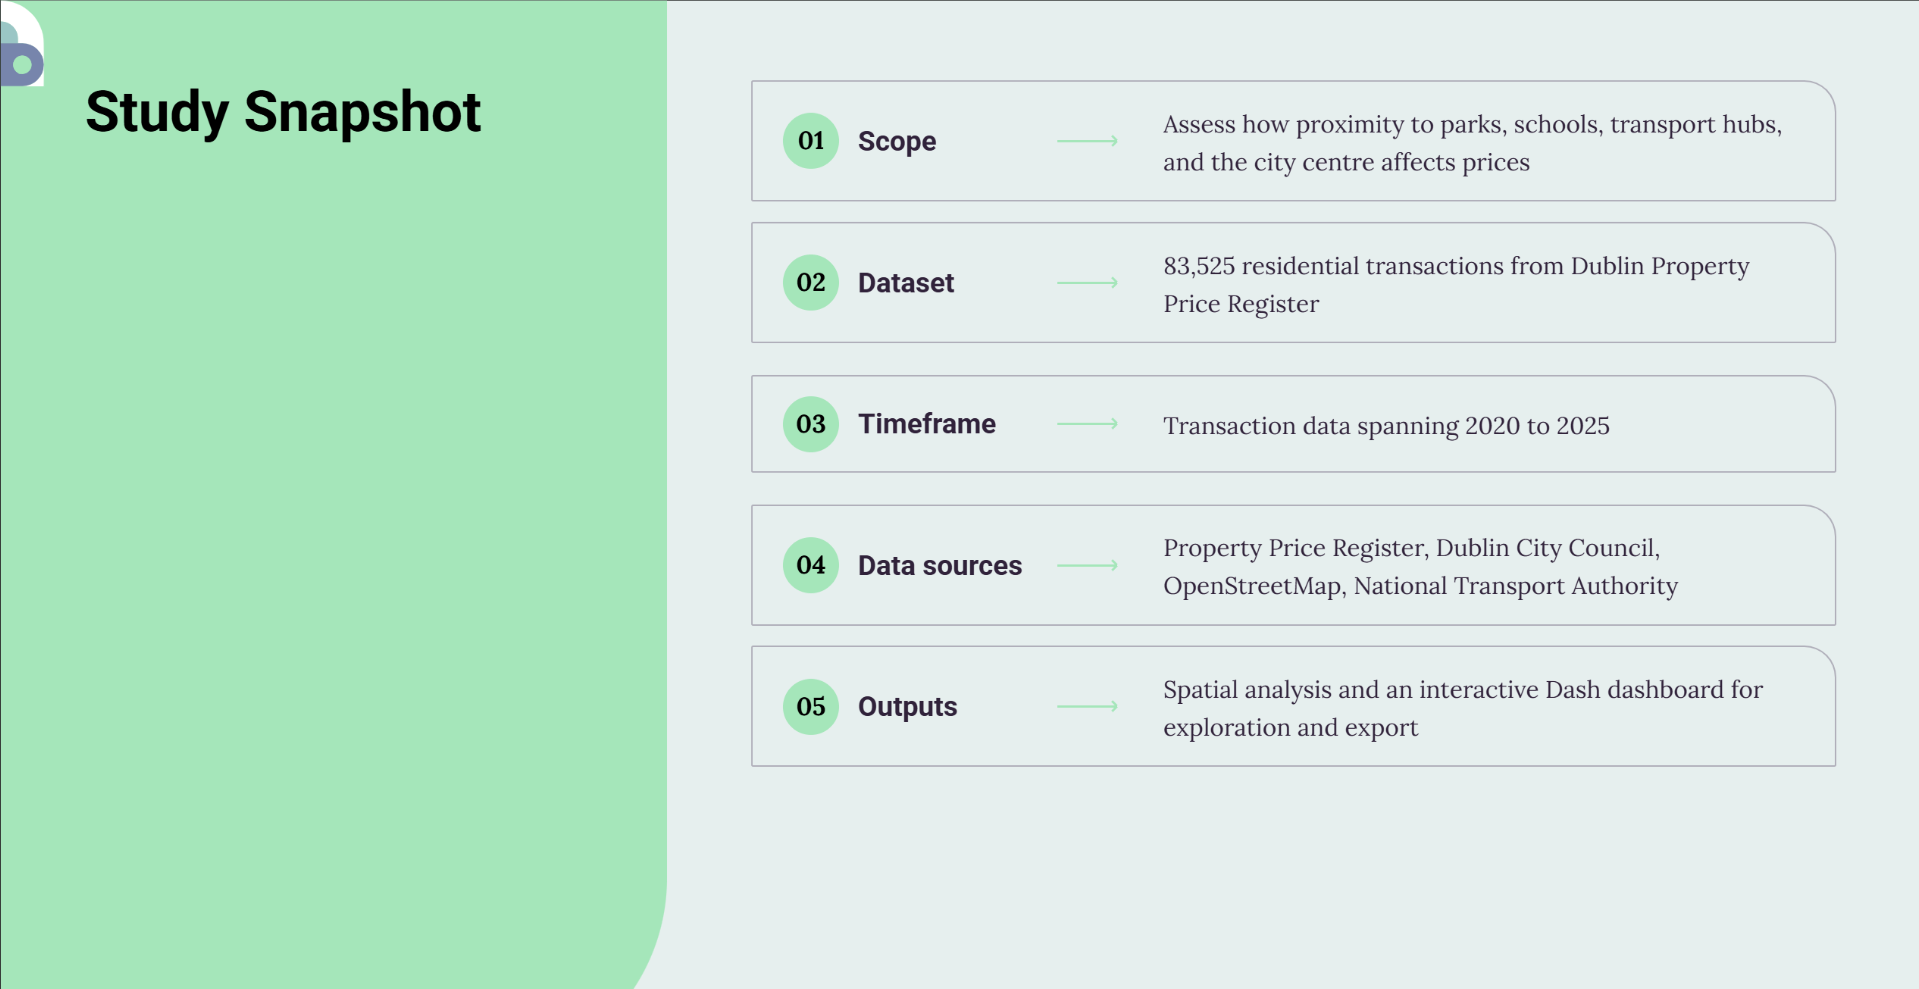 Study Snapshot
01 Scope
Assess how proximity to parks, schools, transport hubs,
and the city centre affects prices
02 Dataset
83,525 residential transactions from Dublin Property
Price Register
03 Timeframe
Transaction data spanning 2020 to 2025
04 Data sources
Property Price Register, Dublin City Council,
OpenStreetMap, National Transport Authority
05 Outputs
Spatial analysis and an interactive Dash dashboard for
exploration and export